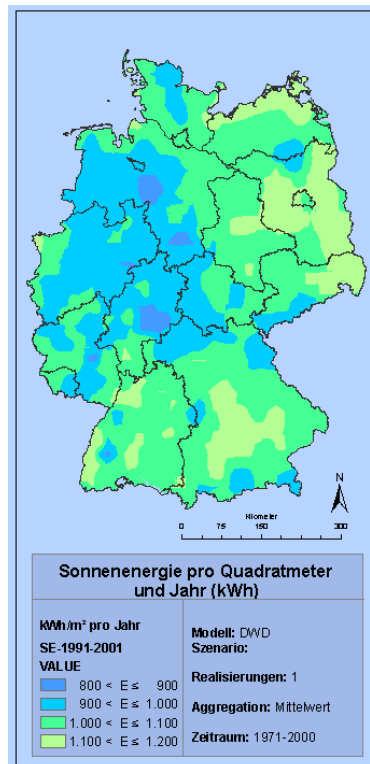 N
Kilometer
0 75 150 300
Sonnenenergie pro Quadratmeter
und Jahr (kWh)
KWh/m² pro Jahr
SE-1991-2001
VALUE
800 < E ≤ 900
900 < E ≤ 1.000
1.000 < E ≤ 1.100
1.100 < E ≤ 1.200
Modell: DWD
Szenario:
Realisierungen: 1
Aggregation: Mittelwert
Zeitraum: 1971-2000